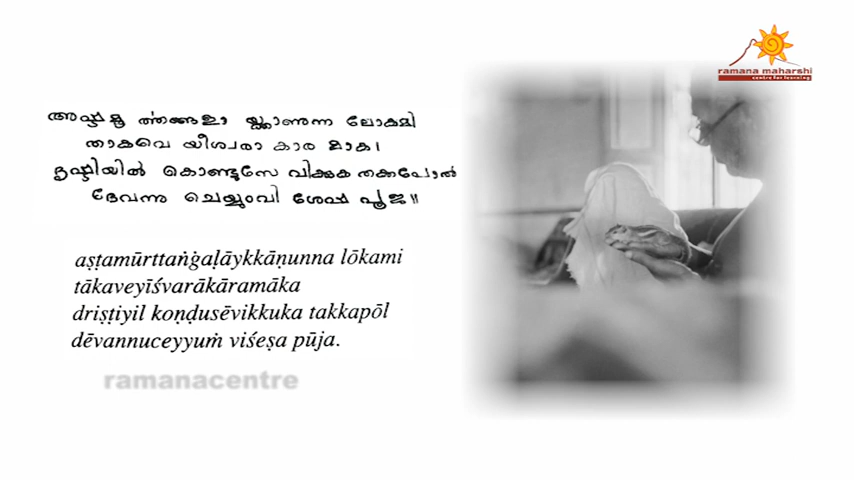 അഷ്ടമൂർത്തങ്ങളാ യ്ക്കാണുന്ന ലോകമി
താകവെ യീശ്വരാ കാര മാക।
ദൃഷ്ടിയിൽ കൊണ്ടുസേ വിക്കുക തക്കപോൽ
ദേവന്നു ചെയ്യുംവി ശേഷ പൂജ॥
aṣṭamūrttaṅgaḷāykkāṇunna lōkami
tākaveyīśvarākāramāka
driṣṭiyil koṇḍusēvikkuka takkapōl
dēvannuceyyuṁ viśeṣa pūja.
ramanacentre
ramana maharshi
centre for learning